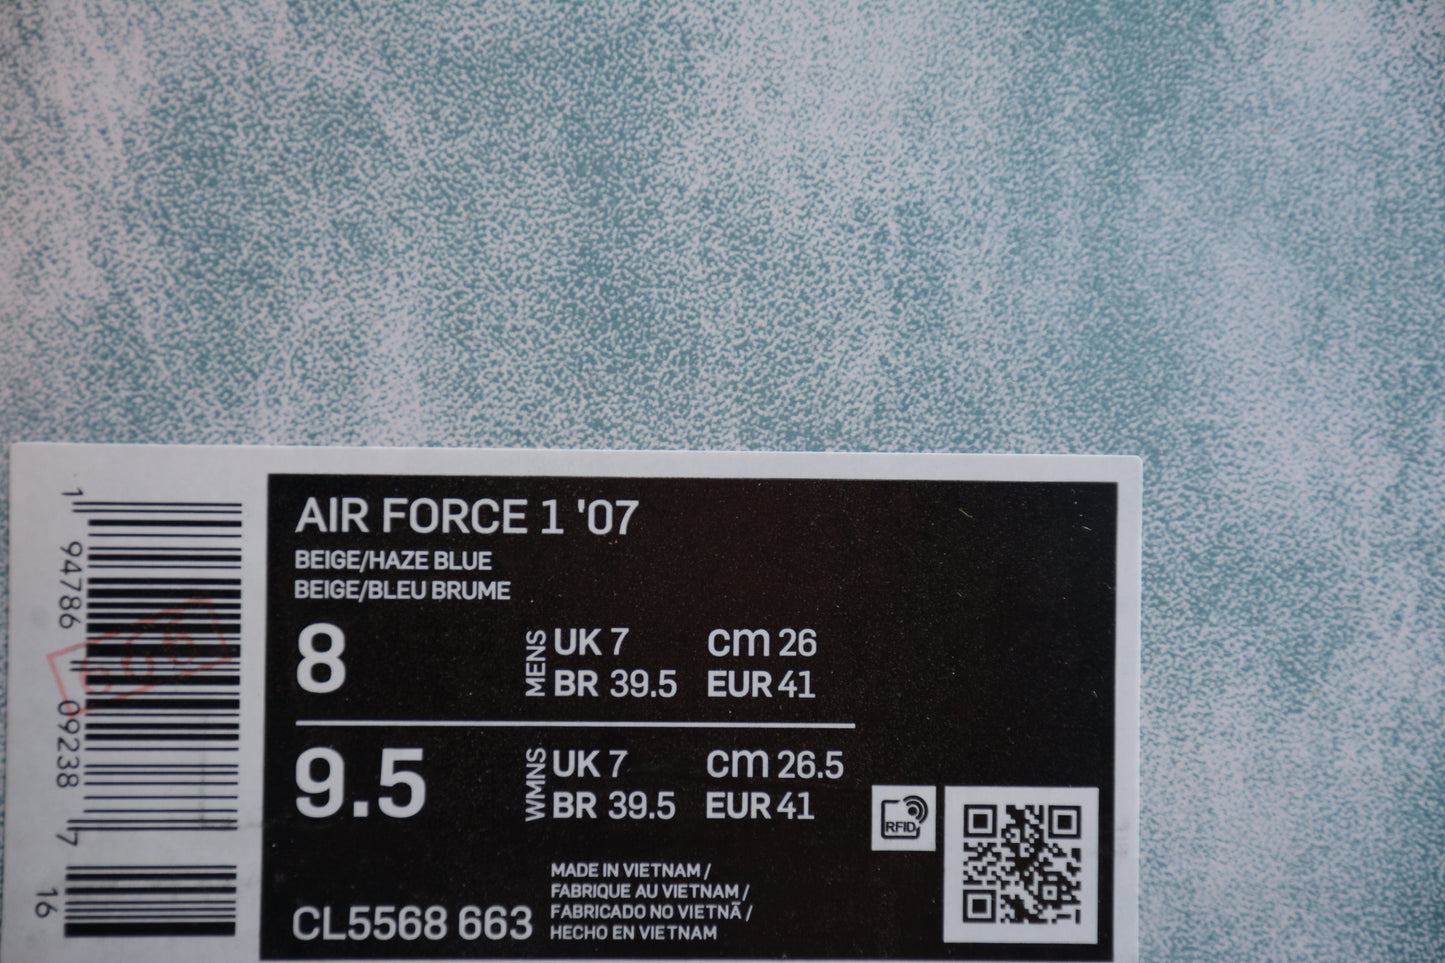 AIR FORCE 1 '07
BEIGE/HAZE BLUE
BEIGE/BLEU BRUME
8 MENS UK 7 cm 26
BR 39.5 EUR 41
9.5 WMNS UK 7 cm 26.5
BR 39.5 EUR 41
RFID
MADE IN VIETNAM /
FABRIQUE AU VIETNAM /
FABRICADO NO VIETNÃ /
HECHO EN VIETNAM
CL5568 663
1 94786 09238 7
16